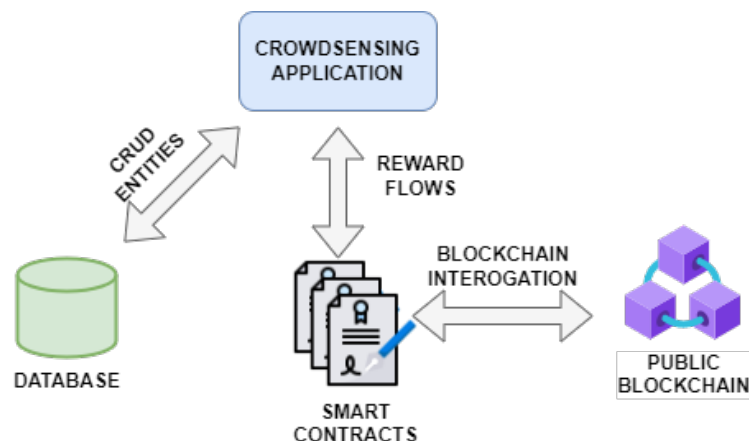 CROWDSENSING
APPLICATION
CRUD
ENTITIES
REWARD
FLOWS
BLOCKCHAIN
INTEROGATION
DATABASE
SMART
CONTRACTS
PUBLIC
BLOCKCHAIN